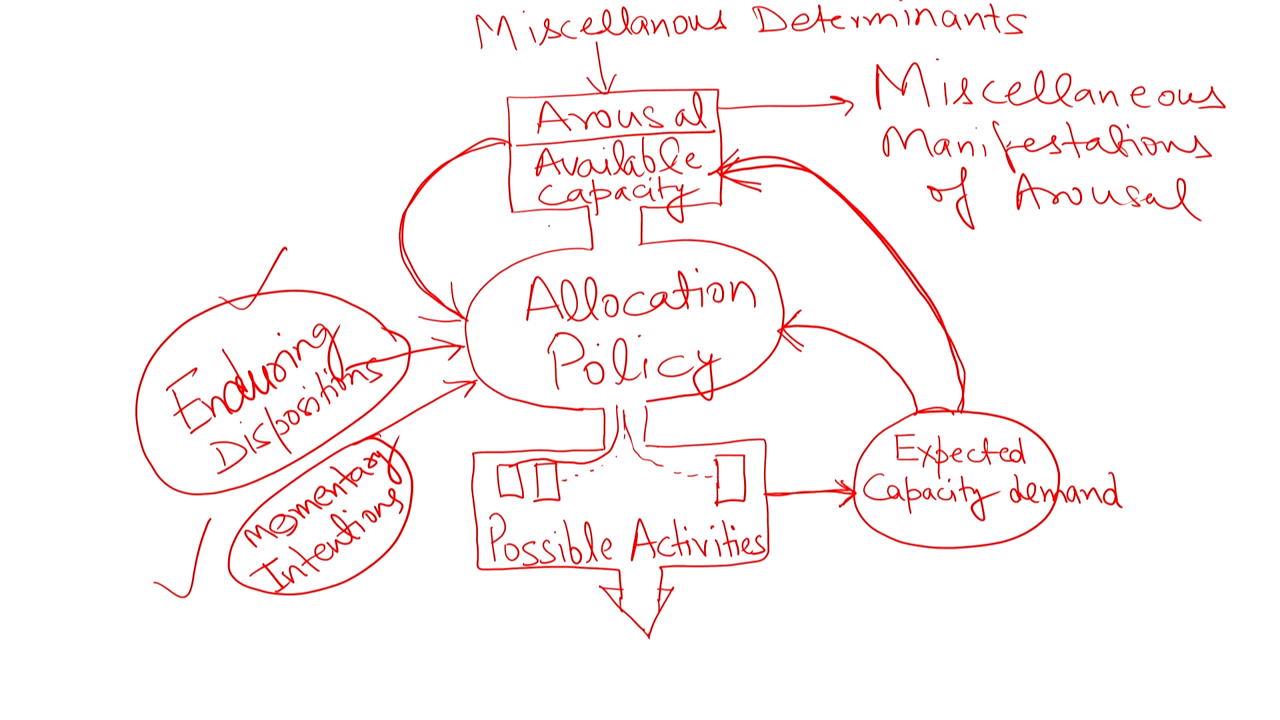 Miscellanous Determinants
Arousal
Available
Capacity
Miscellaneous
Manifestations
of Arousal
Allocation
Policy
Enduring
Dispositions
Momentary
Intentions
Expected
Capacity demand
Possible Activities